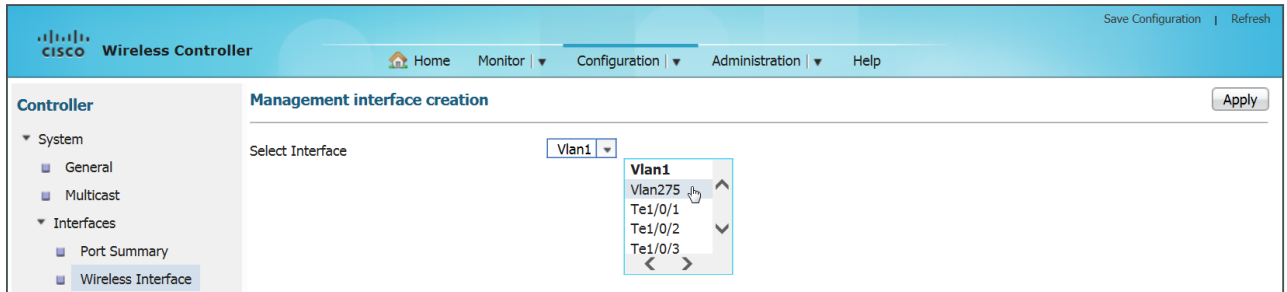 Save Configuration | Refresh
CISCO Wireless Controller
Home Monitor Configuration Administration Help
Controller
Management interface creation
Apply
System
Select Interface Vlan1
General
Vlan1
Multicast
Vlan275
Interfaces
Te1/0/1
Te1/0/2
Port Summary
Te1/0/3
Wireless Interface